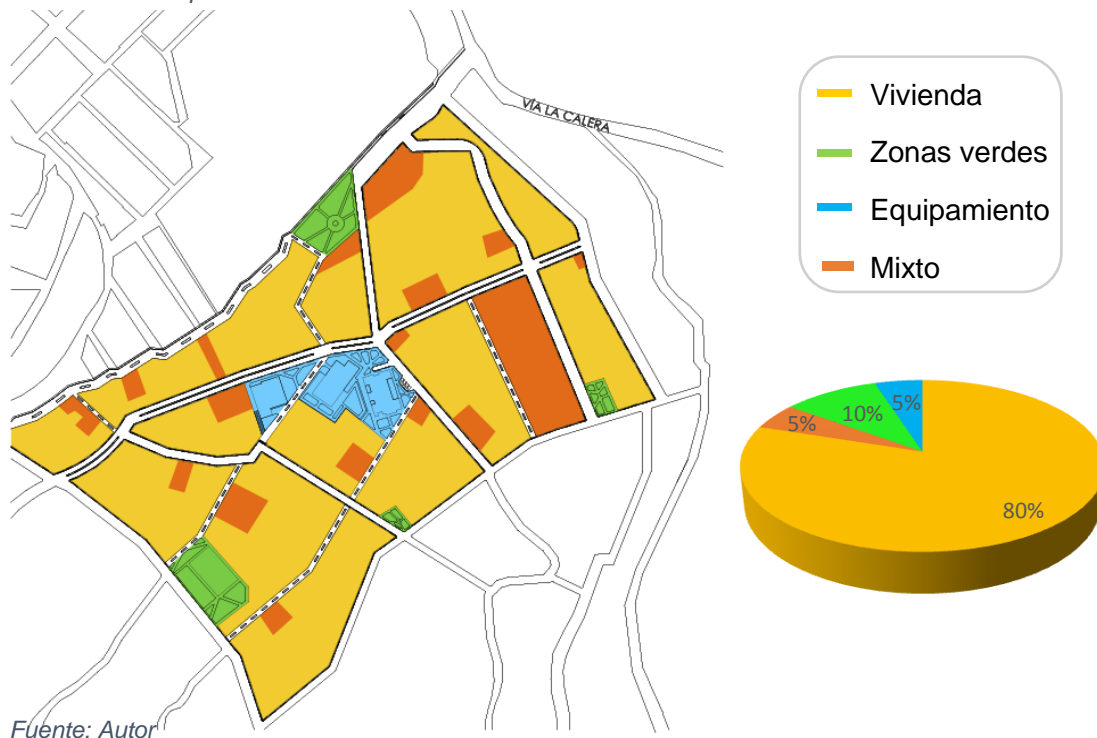 VÍA LA CALERA
Vivienda
Zonas verdes
Equipamiento
Mixto
5%
10%
5%
80%
Fuente: Autor